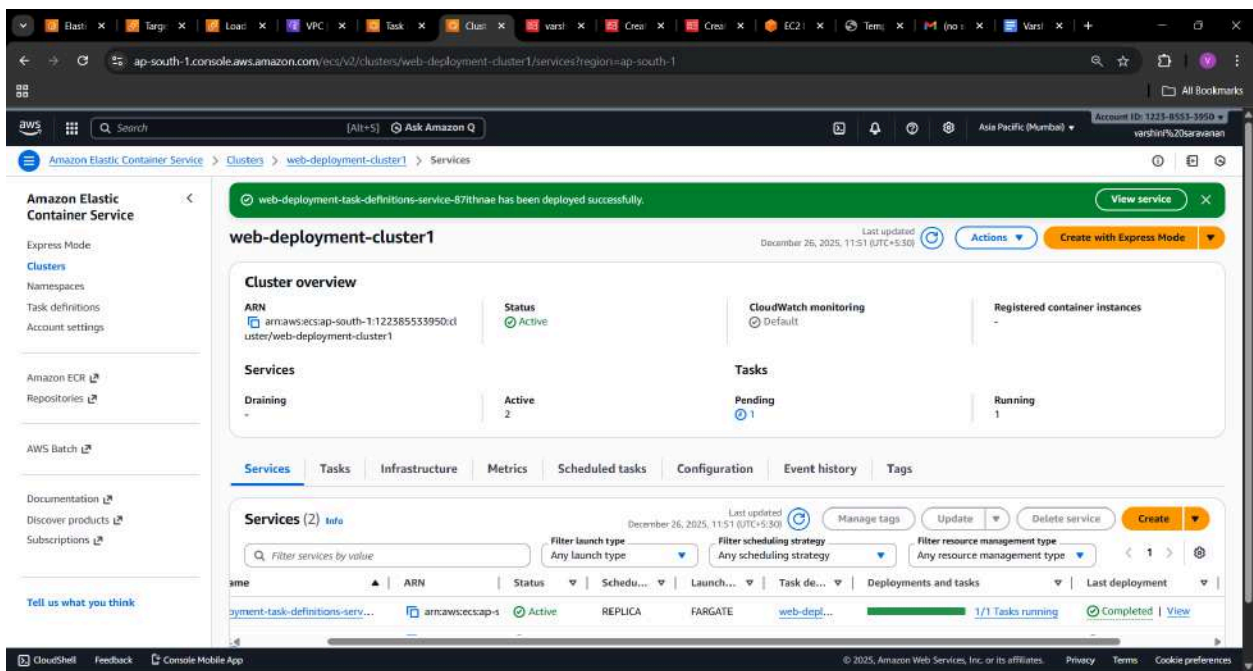 Elasti
Targe
Load
VPC
Task
Clus
varsh
Crea
Crea
EC2
Tem
M (no s
Varsl
ap-south-1.console.aws.amazon.com/ecs/v2/clusters/web-deployment-cluster1/services?region=ap-south-1
All Bookmarks
aws Search [Alt+S] Ask Amazon Q Asia Pacific (Mumbai) Account ID: 1223-8553-3950
varshini%20saravanan
Amazon Elastic Container Service > Clusters > web-deployment-cluster1 > Services
Amazon Elastic Container Service
Express Mode
Clusters
Namespaces
Task definitions
Account settings
Amazon ECR
Repositories
AWS Batch
Documentation
Discover products
Subscriptions
Tell us what you think
web-deployment-task-definitions-service-87ithnae has been deployed successfully. View service
web-deployment-cluster1
Last updated
December 26, 2025, 11:51 (UTC+5:30)
Actions
Create with Express Mode
Cluster overview
ARN
arn:aws:ecs:ap-south-1:122385533950:cl
uster/web-deployment-cluster1
Status
Active
CloudWatch monitoring
Default
Registered container instances
-
Services
Tasks
Draining
-
Active
2
Pending
1
Running
1
Services Tasks Infrastructure Metrics Scheduled tasks Configuration Event history Tags
Services (2) Info
Last updated
December 26, 2025, 11:51 (UTC+5:30)
Manage tags Update Delete service Create
Filter services by value
Filter launch type
Any launch type
Filter scheduling strategy
Any scheduling strategy
Filter resource management type
Any resource management type
< 1 >
ame ARN Status Schedu... Launch... Task de... Deployments and tasks Last deployment
oyment-task-definitions-serv... arn:aws:ecs:ap-s Active REPLICA FARGATE web-depl... 1/1 Tasks running Completed | View
CloudShell Feedback Console Mobile App © 2025, Amazon Web Services, Inc. or its affiliates. Privacy Terms Cookie preferences